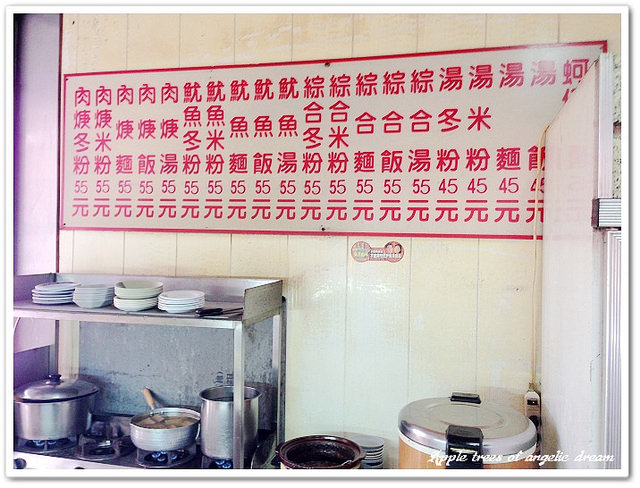 肉焿冬粉55元
肉焿米粉55元
肉焿麵55元
肉焿飯55元
肉焿湯55元
魷魚冬粉55元
魷魚米粉55元
魷魚麵55元
魷魚飯55元
魷魚湯55元
綜合冬粉55元
綜合米粉55元
綜合麵55元
綜合飯55元
綜合湯55元
湯冬粉45元
湯米粉45元
湯麵45元
湯飯45元
蚵
Apple trees of angelic dream